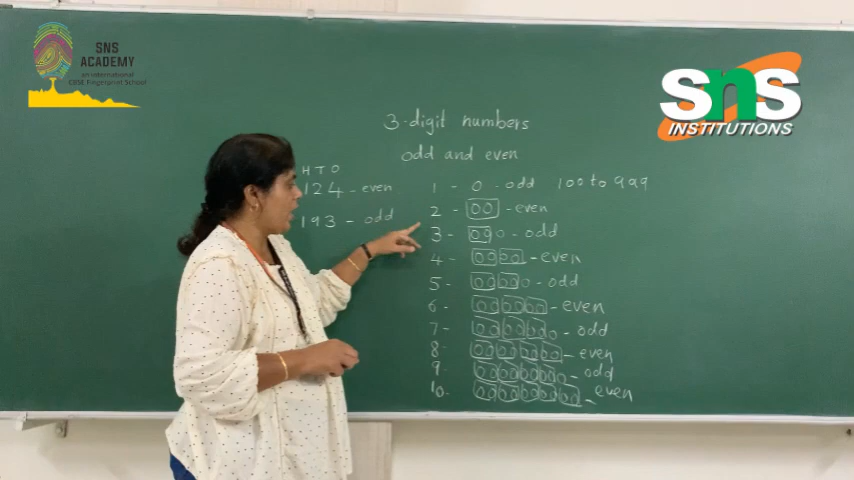 SNS
ACADEMY
an international
CBSE Fingerprint School
SNS
INSTITUTIONS
3-digit numbers
odd and even
H T O
124 - even
193 - odd
1 - 0 - odd 100 to 999
2 - 00 - even
3 - 000 - odd
4 - 0000 - even
5 - 00000 - odd
6 - 000000 - even
7 - 0000000 - odd
8 - 00000000 - even
9 - 000000000 - odd
10 - 0000000000 - even